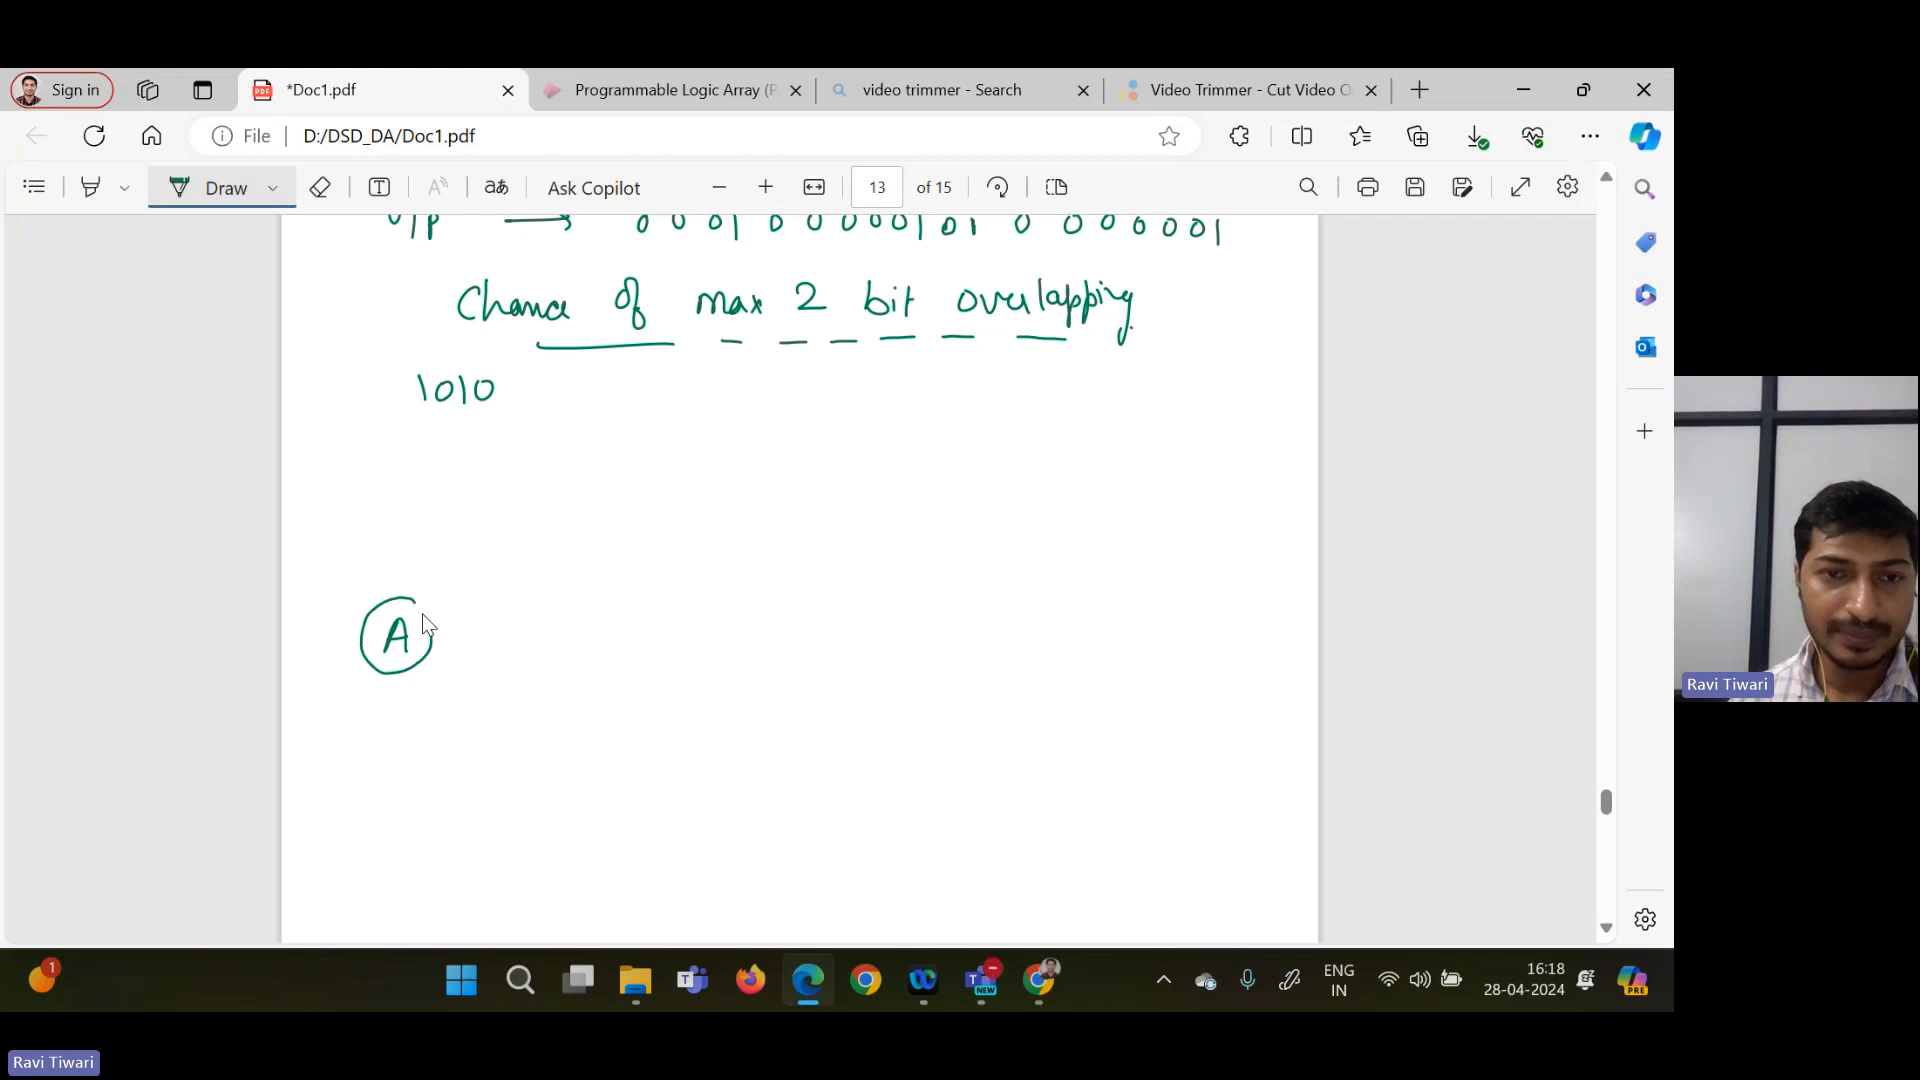 Sign in
*Doc1.pdf
Programmable Logic Array (P
video trimmer - Search
Video Trimmer - Cut Video O
File
D:/DSD_DA/Doc1.pdf
Draw
Ask Copilot
13 of 15
O/P → 0 0 0 1 0 0 0 0 0 1 0 1 0 0 0 0 0 0 1
Chance of max 2 bit overlapping
1010
A
Ravi Tiwari
1
NEW
ENG
IN
16:18
28-04-2024
PRE
Ravi Tiwari